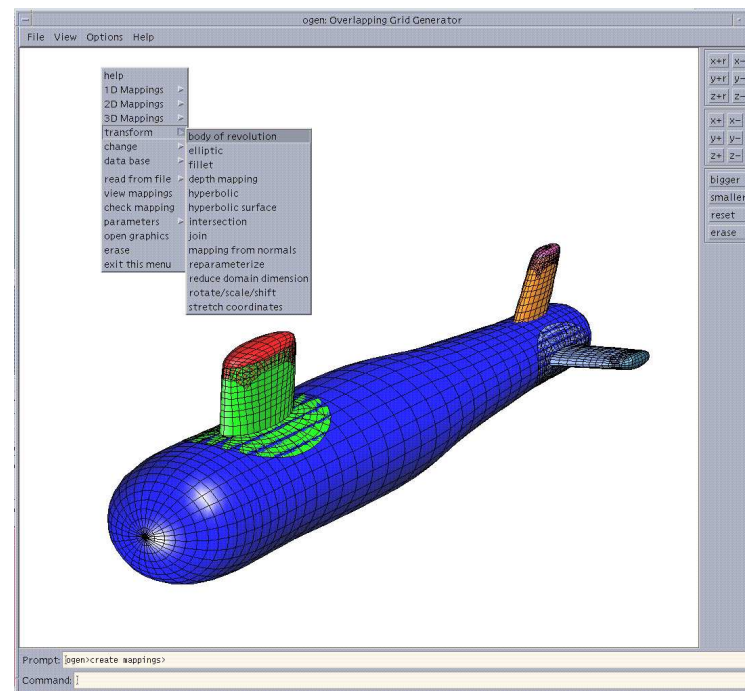 ogen: Overlapping Grid Generator
File View Options Help
help
1D Mappings
2D Mappings
3D Mappings
transform
change
data base
read from file
view mappings
check mapping
parameters
open graphics
erase
exit this menu
body of revolution
elliptic
fillet
depth mapping
hyperbolic
hyperbolic surface
intersection
join
mapping from normals
reparameterize
reduce domain dimension
rotate/scale/shift
stretch coordinates
x+r x-
y+r y-
z+r z-
x+ x-
y+ y-
z+ z-
bigger
smaller
reset
erase
Prompt: ogen>create mappings>
Command: